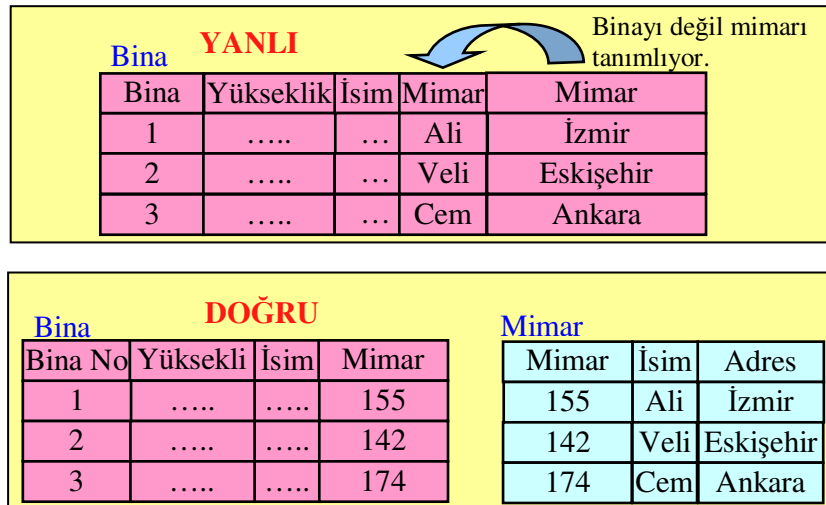 Binayı değil mimarı
tanımlıyor.
YANLI
Bina
Bina Yükseklik İsim Mimar Mimar
1 ….. … Ali İzmir
2 ….. … Veli Eskişehir
3 ….. … Cem Ankara
DOĞRU
Bina
Bina No Yüksekli İsim Mimar
1 ….. ….. 155
2 ….. ….. 142
3 ….. ….. 174
Mimar
Mimar İsim Adres
155 Ali İzmir
142 Veli Eskişehir
174 Cem Ankara